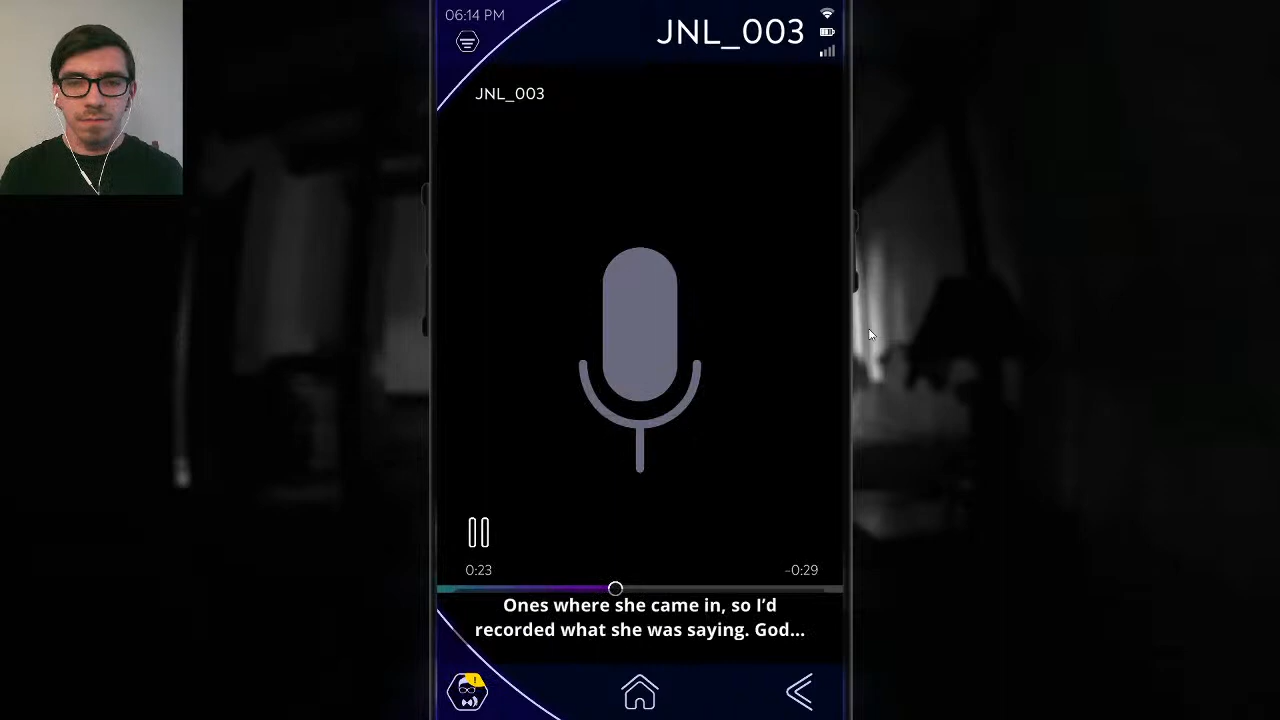 06:14 PM
JNL_003
JNL_003
0:23
-0:29
Ones where she came in, so I’d
recorded what she was saying. God...